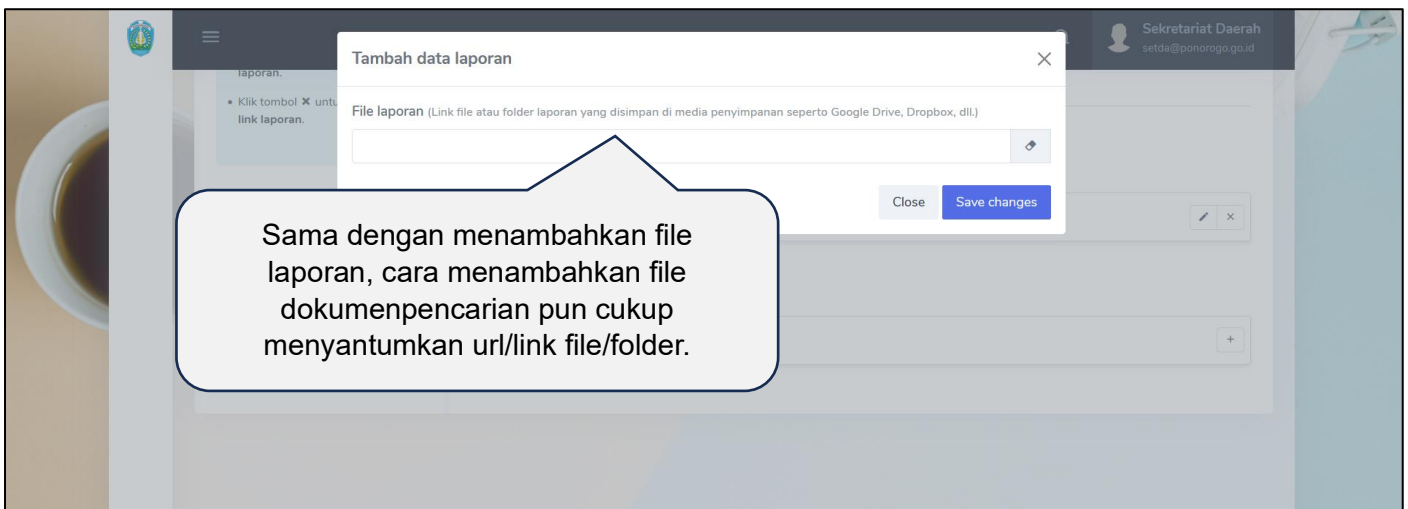 Sekretariat Daerah
setda@ponorogo.go.id
Tambah data laporan
laporan.
• Klik tombol ✖ untu
link laporan.
File laporan (Link file atau folder laporan yang disimpan di media penyimpanan seperto Google Drive, Dropbox, dll.)
Close Save changes
Sama dengan menambahkan file
laporan, cara menambahkan file
dokumenpencarian pun cukup
menyantumkan url/link file/folder.